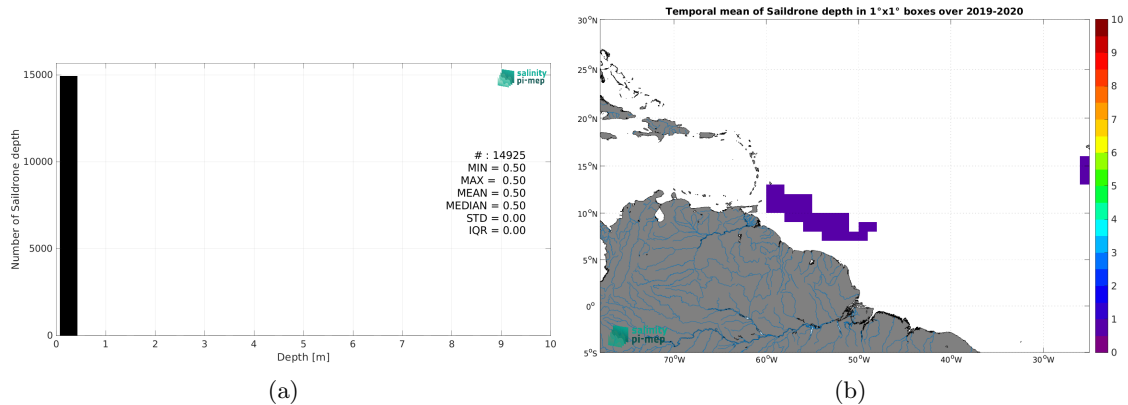 15000
10000
5000
0
Number of Saildrone depth
0 1 2 3 4 5 6 7 8 9 10
Depth [m]
salinity
pi-mep
# : 14925
MIN = 0.50
MAX = 0.50
MEAN = 0.50
MEDIAN = 0.50
STD = 0.00
IQR = 0.00
(a)
Temporal mean of Saildrone depth in 1°x1° boxes over 2019-2020
30°N
25°N
20°N
15°N
10°N
5°N
0°
5°S
70°W 60°W 50°W 40°W 30°W
salinity
pi-mep
10
9
8
7
6
5
4
3
2
1
0
(b)